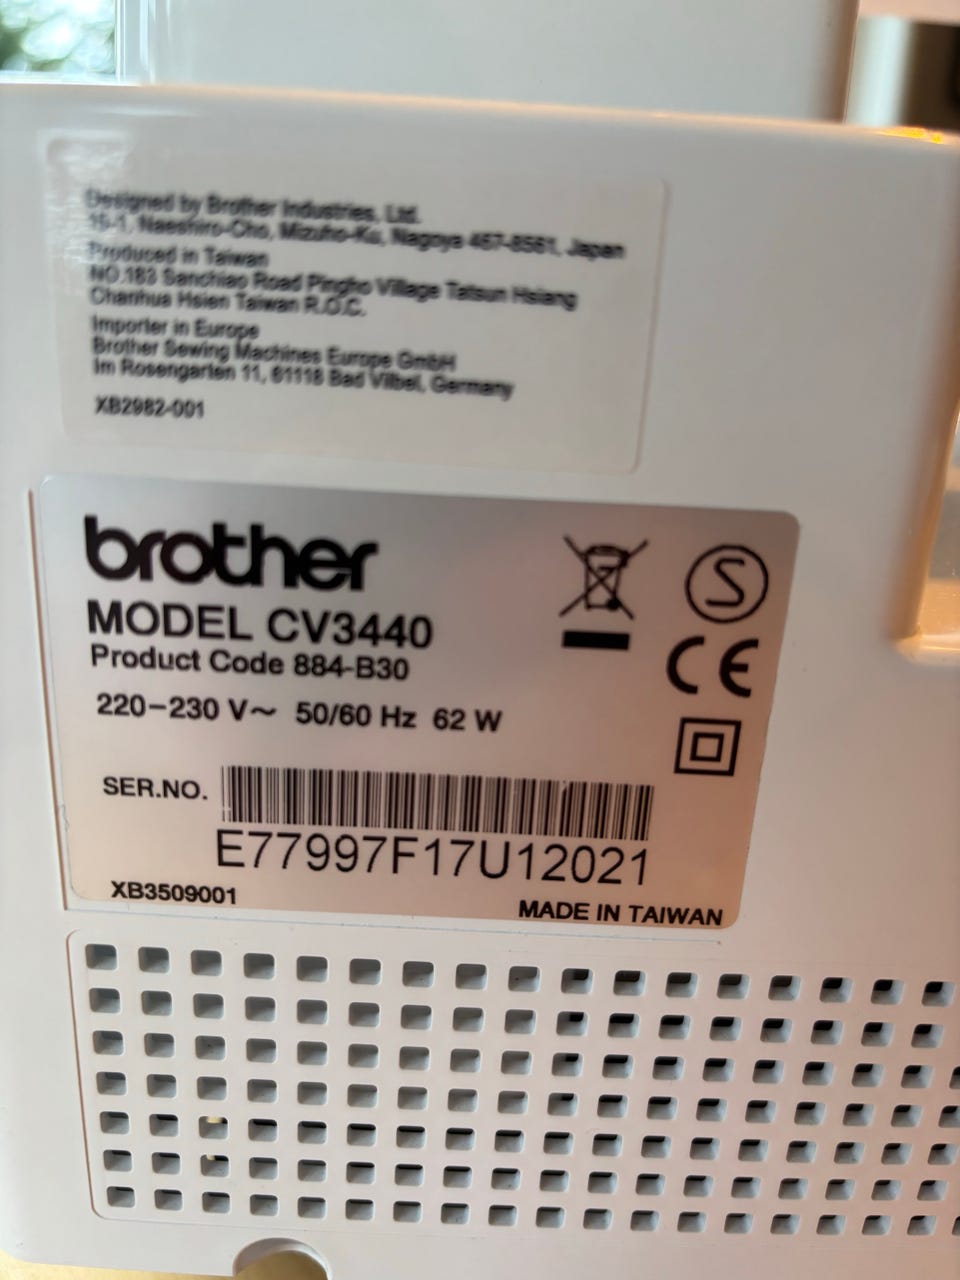 Designed by Brother Industries, Ltd.
15-1, Naeshiro-Cho, Mizuho-Ku, Nagoya 467-8561, Japan
Produced in Taiwan
NO.183 Sanchiao Road Pingho Village Tatsun Hsiang
Chanhua Hsien Taiwan R.O.C.
Importer in Europe
Brother Sewing Machines Europe GmbH
Im Rosengarten 11, 61118 Bad Vilbel, Germany
XB2982-001
brother
MODEL CV3440
Product Code 884-B30
220-230 V~ 50/60 Hz 62 W
S
CE
SER.NO.
E77997F17U12021
XB3509001
MADE IN TAIWAN